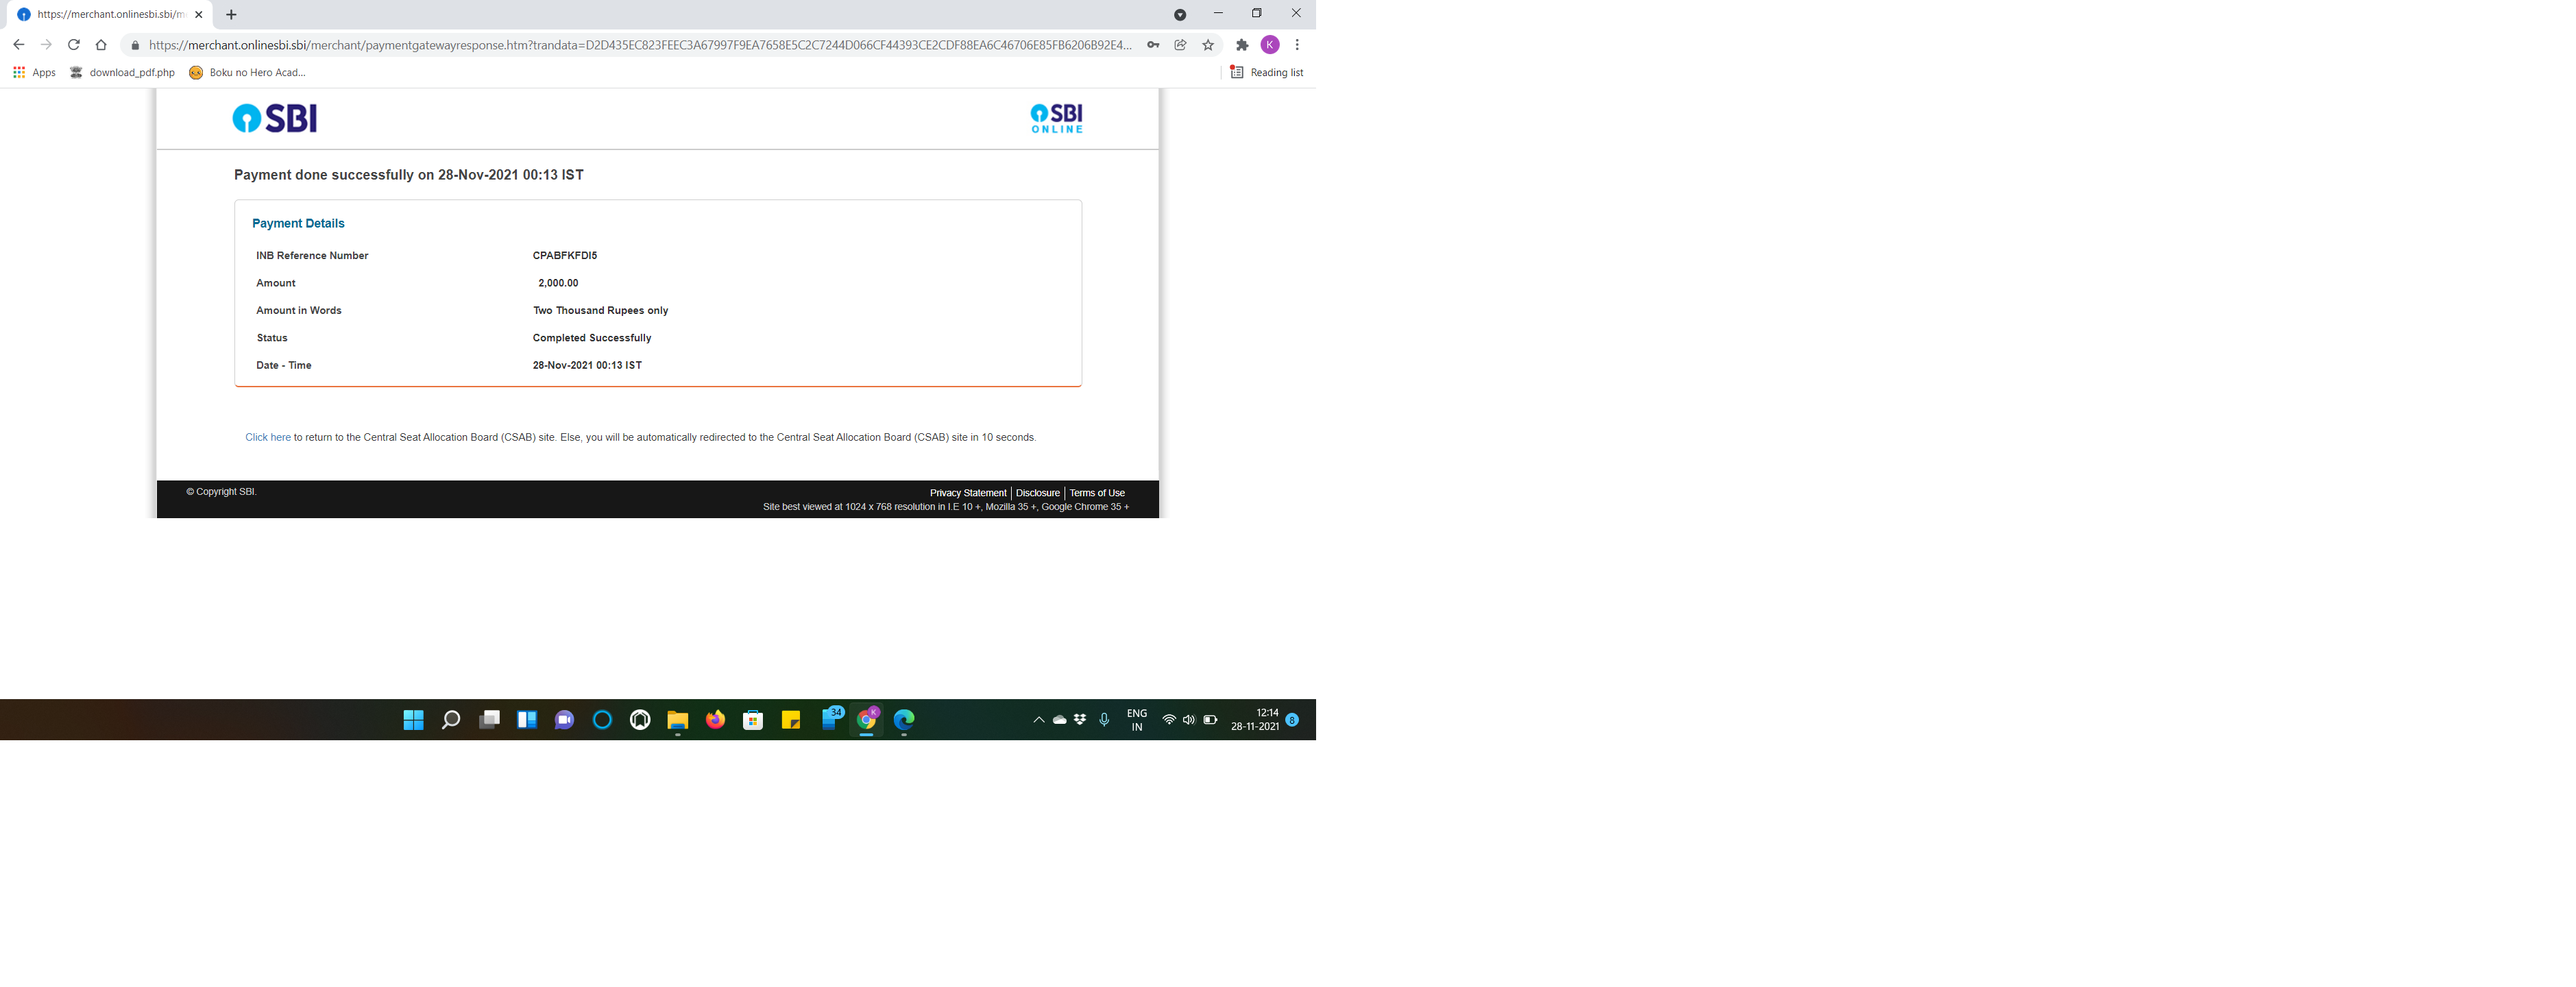 https://merchant.onlinesbi.sbi/m
https://merchant.onlinesbi.sbi/merchant/paymentgatewayresponse.htm?trandata=D2D435EC823FEEC3A67997F9EA7658E5C2C7244D066CF44393CE2CDF88EA6C46706E85FB6206B92E4...
K
Apps
download_pdf.php
Boku no Hero Acad...
Reading list
SBI
SBI
ONLINE
Payment done successfully on 28-Nov-2021 00:13 IST
Payment Details
INB Reference Number CPABFKFDI5
Amount 2,000.00
Amount in Words Two Thousand Rupees only
Status Completed Successfully
Date - Time 28-Nov-2021 00:13 IST
Click here to return to the Central Seat Allocation Board (CSAB) site. Else, you will be automatically redirected to the Central Seat Allocation Board (CSAB) site in 10 seconds.
© Copyright SBI.
Privacy Statement | Disclosure | Terms of Use
Site best viewed at 1024 x 768 resolution in I.E 10 +, Mozilla 35 +, Google Chrome 35 +
34
K
ENG
IN
12:14
28-11-2021
8